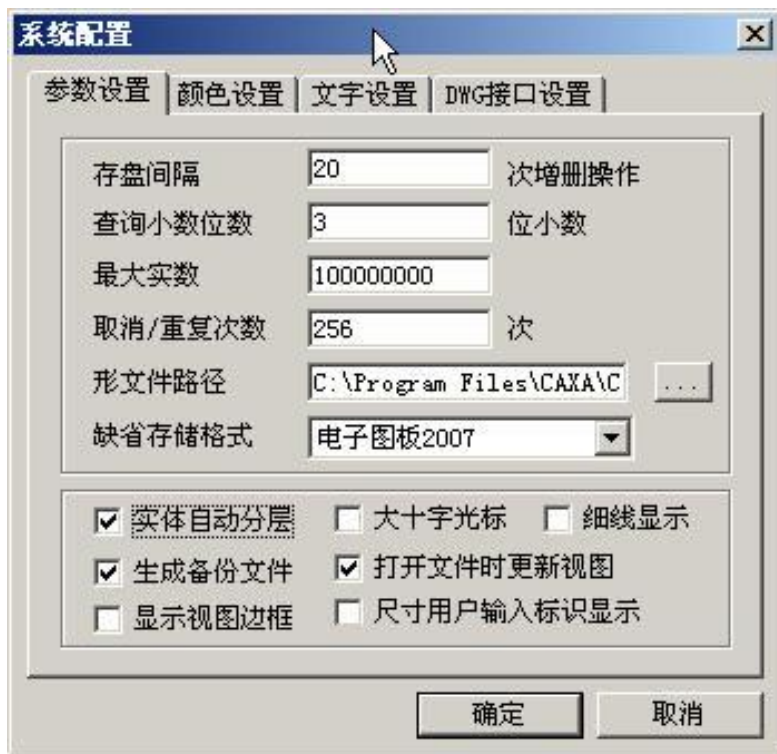 系统配置
参数设置 颜色设置 文字设置 DWG接口设置
存盘间隔 20 次增删操作
查询小数位数 3 位小数
最大实数 100000000
取消/重复次数 256 次
形文件路径 C:\Program Files\CAXA\C ...
缺省存储格式 电子图板2007
实体自动分层 大十字光标 细线显示
生成备份文件 打开文件时更新视图
显示视图边框 尺寸用户输入标识显示
确定 取消